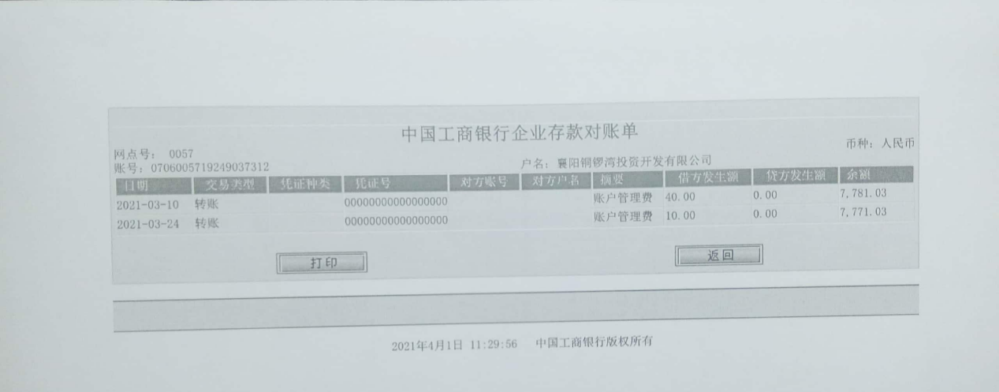 中国工商银行企业存款对账单
网点号: 0057
币种: 人民币
账号: 0706005719249037312 户名: 襄阳铜锣湾投资开发有限公司
日期 交易类型 凭证种类 凭证号 对方账号 对方户名 摘要 借方发生额 贷方发生额 余额
2021-03-10 转账 00000000000000000 账户管理费 40.00 0.00 7,781.03
2021-03-24 转账 00000000000000000 账户管理费 10.00 0.00 7,771.03
打印 返回
2021年4月1日 11:29:56 中国工商银行版权所有